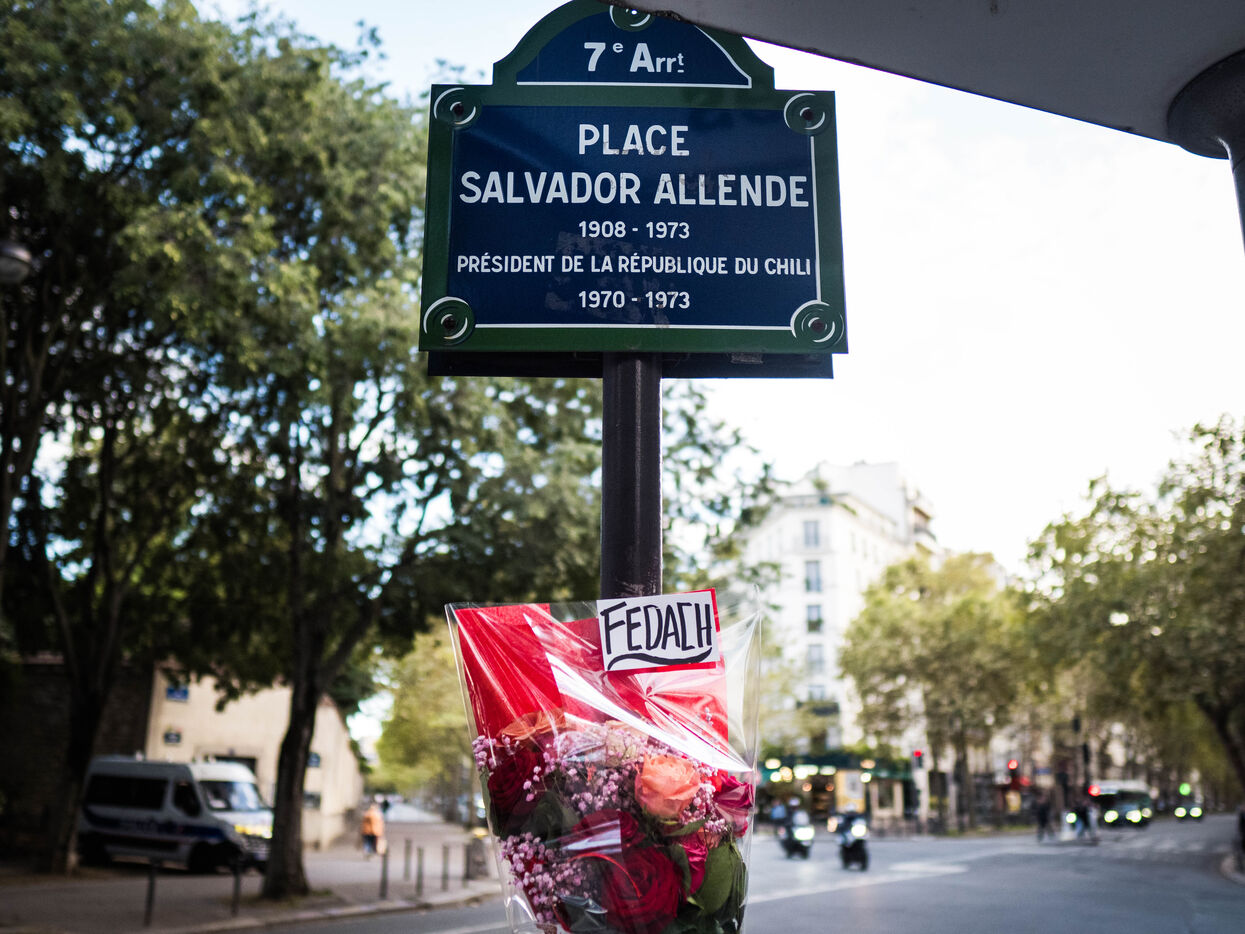 7e Arrt
PLACE
SALVADOR ALLENDE
1908 - 1973
PRÉSIDENT DE LA RÉPUBLIQUE DU CHILI
1970 - 1973
FEDACH